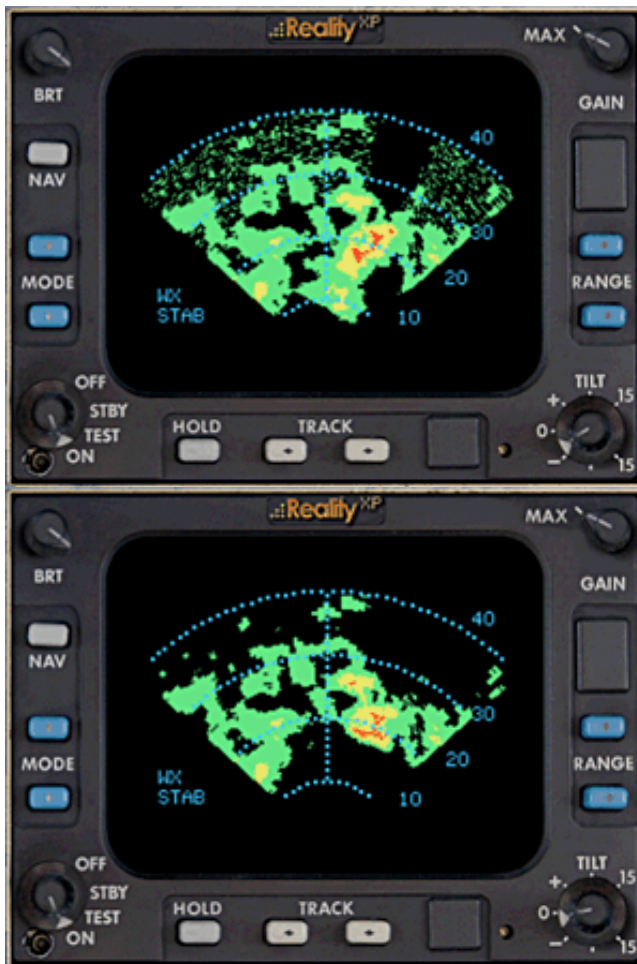 Reality XP
MAX
BRT
GAIN
NAV
40
30
20
10
MODE
RANGE
WX
STAB
OFF
STBY
TEST
ON
HOLD
TRACK
TILT
+
15
0
-
15
Reality XP
MAX
BRT
GAIN
NAV
40
30
20
10
MODE
RANGE
WX
STAB
OFF
STBY
TEST
ON
HOLD
TRACK
TILT
+
15
0
-
15